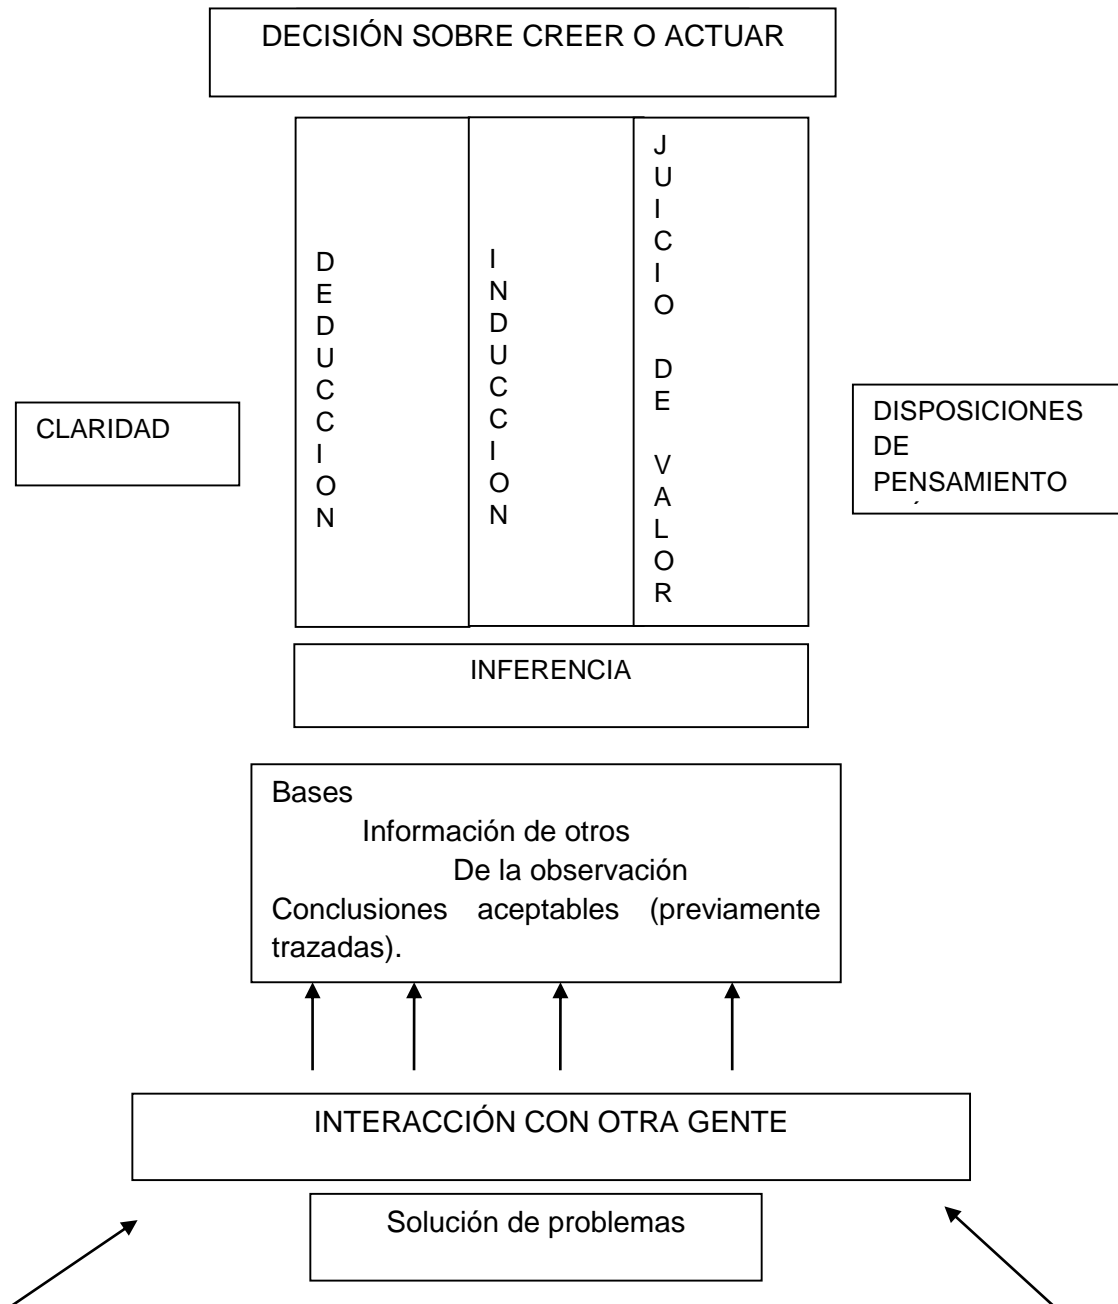 DECISIÓN SOBRE CREER O ACTUAR
DEDUCCION
INDUCCION
JUICIO DE VALOR
CLARIDAD
DISPOSICIONES
DE
PENSAMIENTO
INFERENCIA
Bases
Información de otros
De la observación
Conclusiones aceptables (previamente
trazadas).
INTERACCIÓN CON OTRA GENTE
Solución de problemas